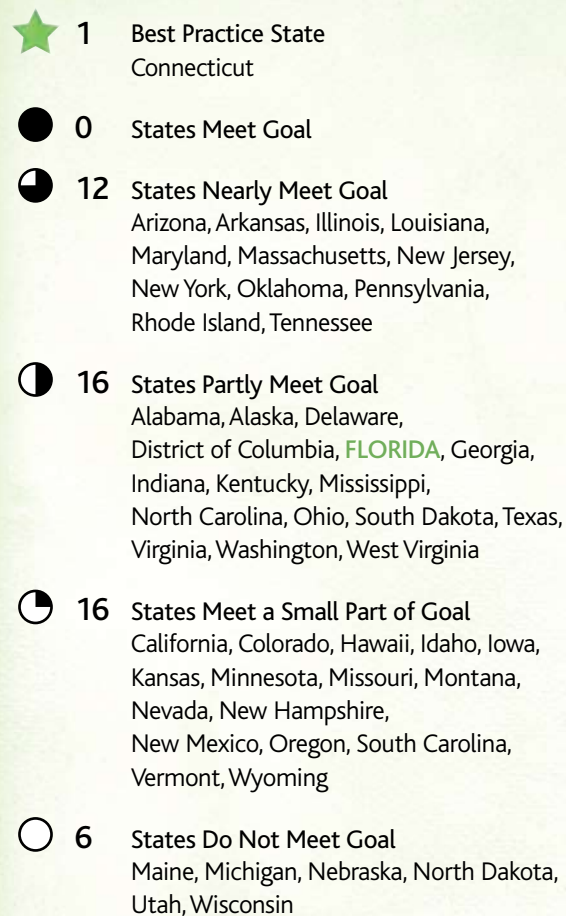 1 Best Practice State
Connecticut
0 States Meet Goal
12 States Nearly Meet Goal
Arizona, Arkansas, Illinois, Louisiana,
Maryland, Massachusetts, New Jersey,
New York, Oklahoma, Pennsylvania,
Rhode Island, Tennessee
16 States Partly Meet Goal
Alabama, Alaska, Delaware,
District of Columbia, FLORIDA, Georgia,
Indiana, Kentucky, Mississippi,
North Carolina, Ohio, South Dakota, Texas,
Virginia, Washington, West Virginia
16 States Meet a Small Part of Goal
California, Colorado, Hawaii, Idaho, Iowa,
Kansas, Minnesota, Missouri, Montana,
Nevada, New Hampshire,
New Mexico, Oregon, South Carolina,
Vermont, Wyoming
6 States Do Not Meet Goal
Maine, Michigan, Nebraska, North Dakota,
Utah, Wisconsin